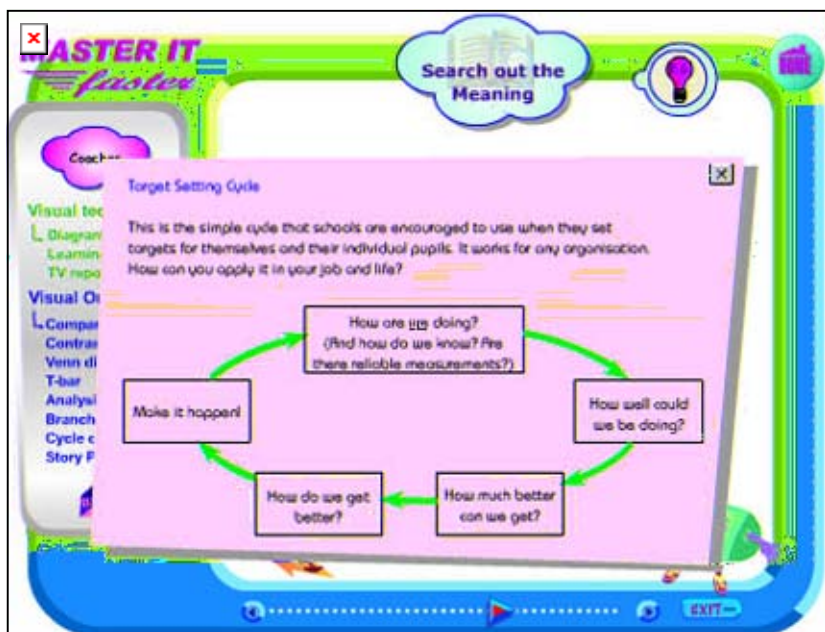 MASTER IT
faster
Search out the
Meaning
HOME
Coaches
Target Setting Cycle
This is the simple cycle that schools are encouraged to use when they set
targets for themselves and their individual pupils. It works for any organisation.
How can you apply it in your job and life?
How are we doing?
(And how do we know? Are
there reliable measurements?)
How well could
we be doing?
How much better
can we get?
How do we get
better?
Make it happen!
Visual
Diagram
Learnin
TV repo
Visual O
Compar
Contra
Venn di
T-bar
Analysi
Branch
Cycle c
Story P
EXIT